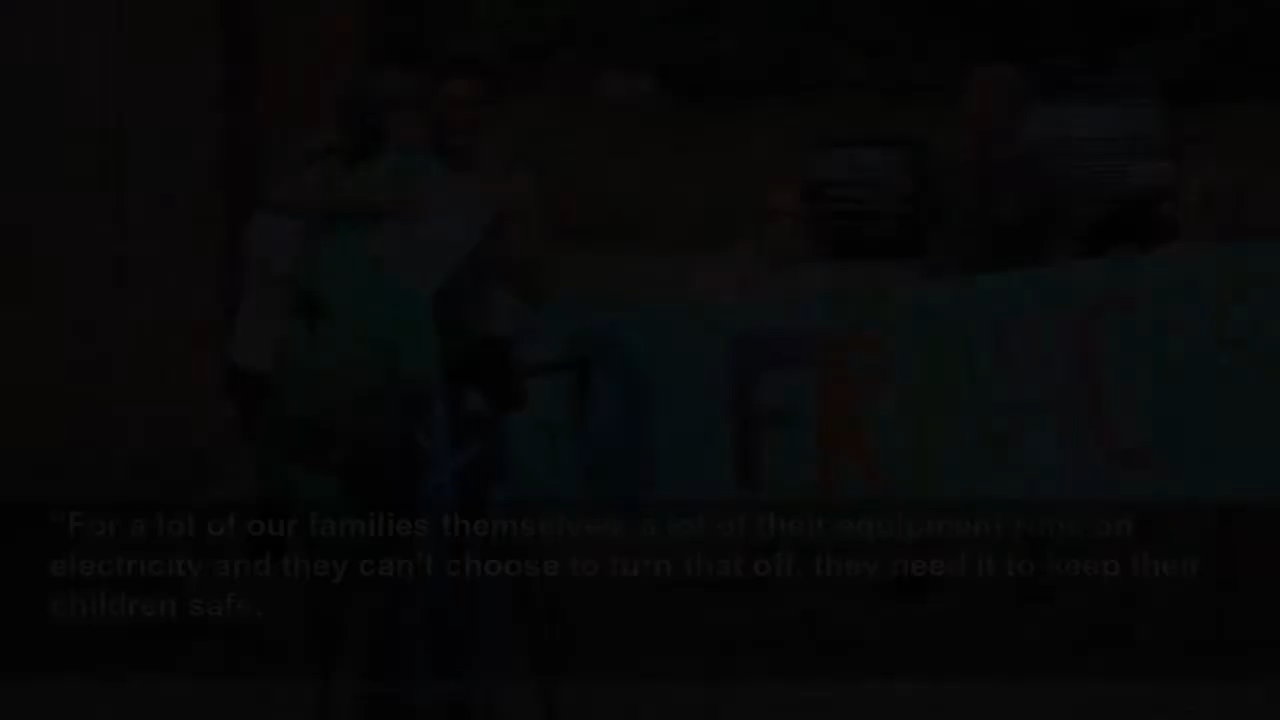 "For a lot of our families themselves, a lot of their equipment runs on
electricity and they can't choose to turn that off, they need it to keep their
children safe.